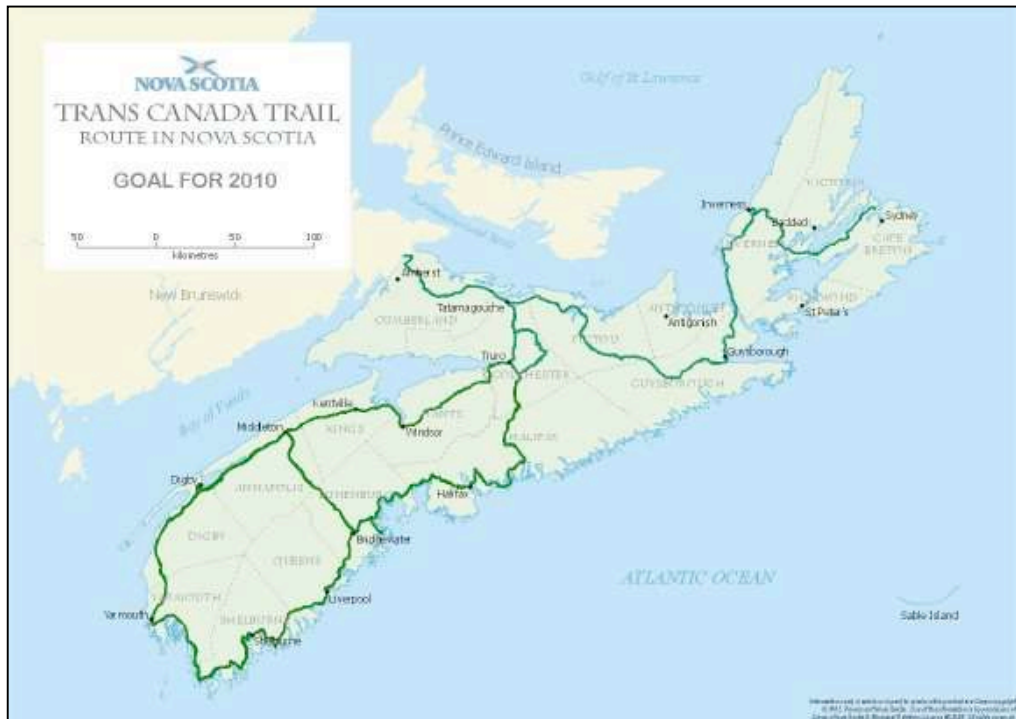 NOVA SCOTIA
TRANS CANADA TRAIL
ROUTE IN NOVA SCOTIA
GOAL FOR 2010
50 0 50 100
kilometres
Gulf of St Lawrence
Prince Edward Island
New Brunswick
Inverness
VICTORIA
Baddeck
Sydney
CAPE BRETON
Amherst
CUMBERLAND
Tatamagouche
St Peter's
Antigonish
PICTOU
Guysborough
GUYSBOROUGH
Truro
COLCHESTER
Bay of Fundy
Kentville
Windsor
HANTS
KINGS
Middleton
HALIFAX
Digby
ANNAPOLIS
LUNENBURG
Halifax
DIGBY
Bridgewater
QUEENS
ATLANTIC OCEAN
Liverpool
YARMOUTH
Yarmouth
SHELBURNE
Shelburne
Sable Island